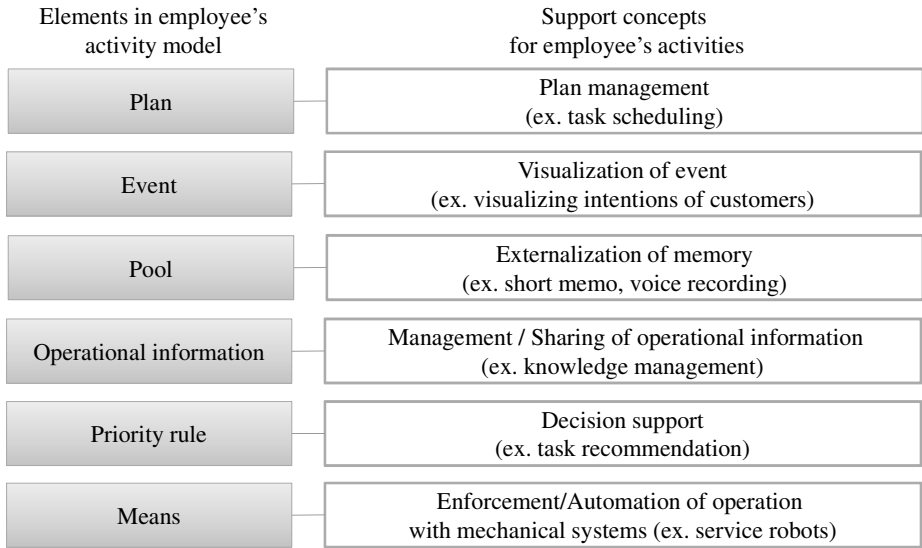 Elements in employee's
activity model
Support concepts
for employee's activities
Plan
Plan management
(ex. task scheduling)
Event
Visualization of event
(ex. visualizing intentions of customers)
Pool
Externalization of memory
(ex. short memo, voice recording)
Operational information
Management / Sharing of operational information
(ex. knowledge management)
Priority rule
Decision support
(ex. task recommendation)
Means
Enforcement/Automation of operation
with mechanical systems (ex. service robots)